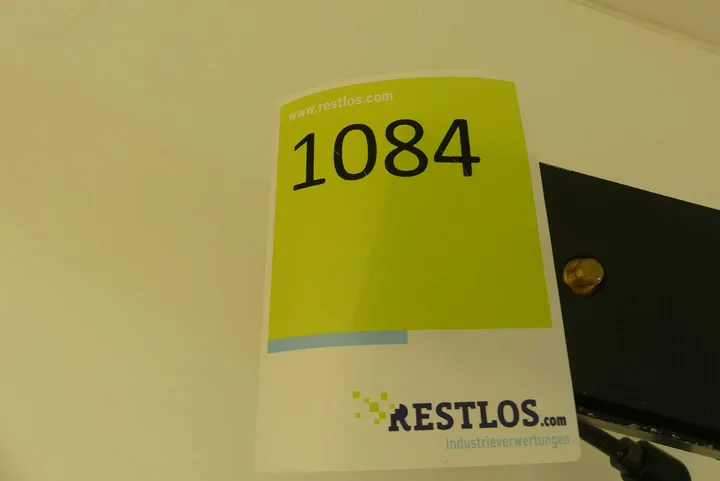 www.restlos.com
1084
RESTLOS.com
Industrieverwertungen